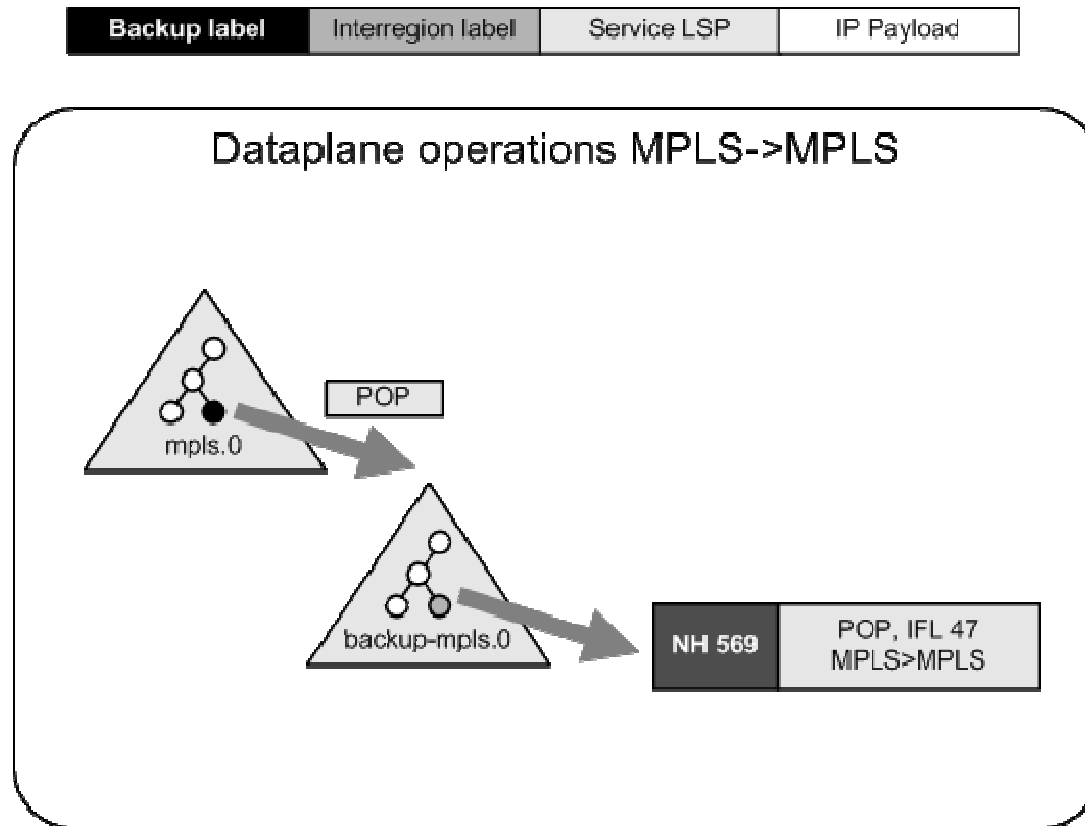 Backup label Interregion label Service LSP IP Payload
Dataplane operations MPLS->MPLS
POP
mpls.0
backup-mpls.0
NH 569
POP, IFL 47
MPLS>MPLS